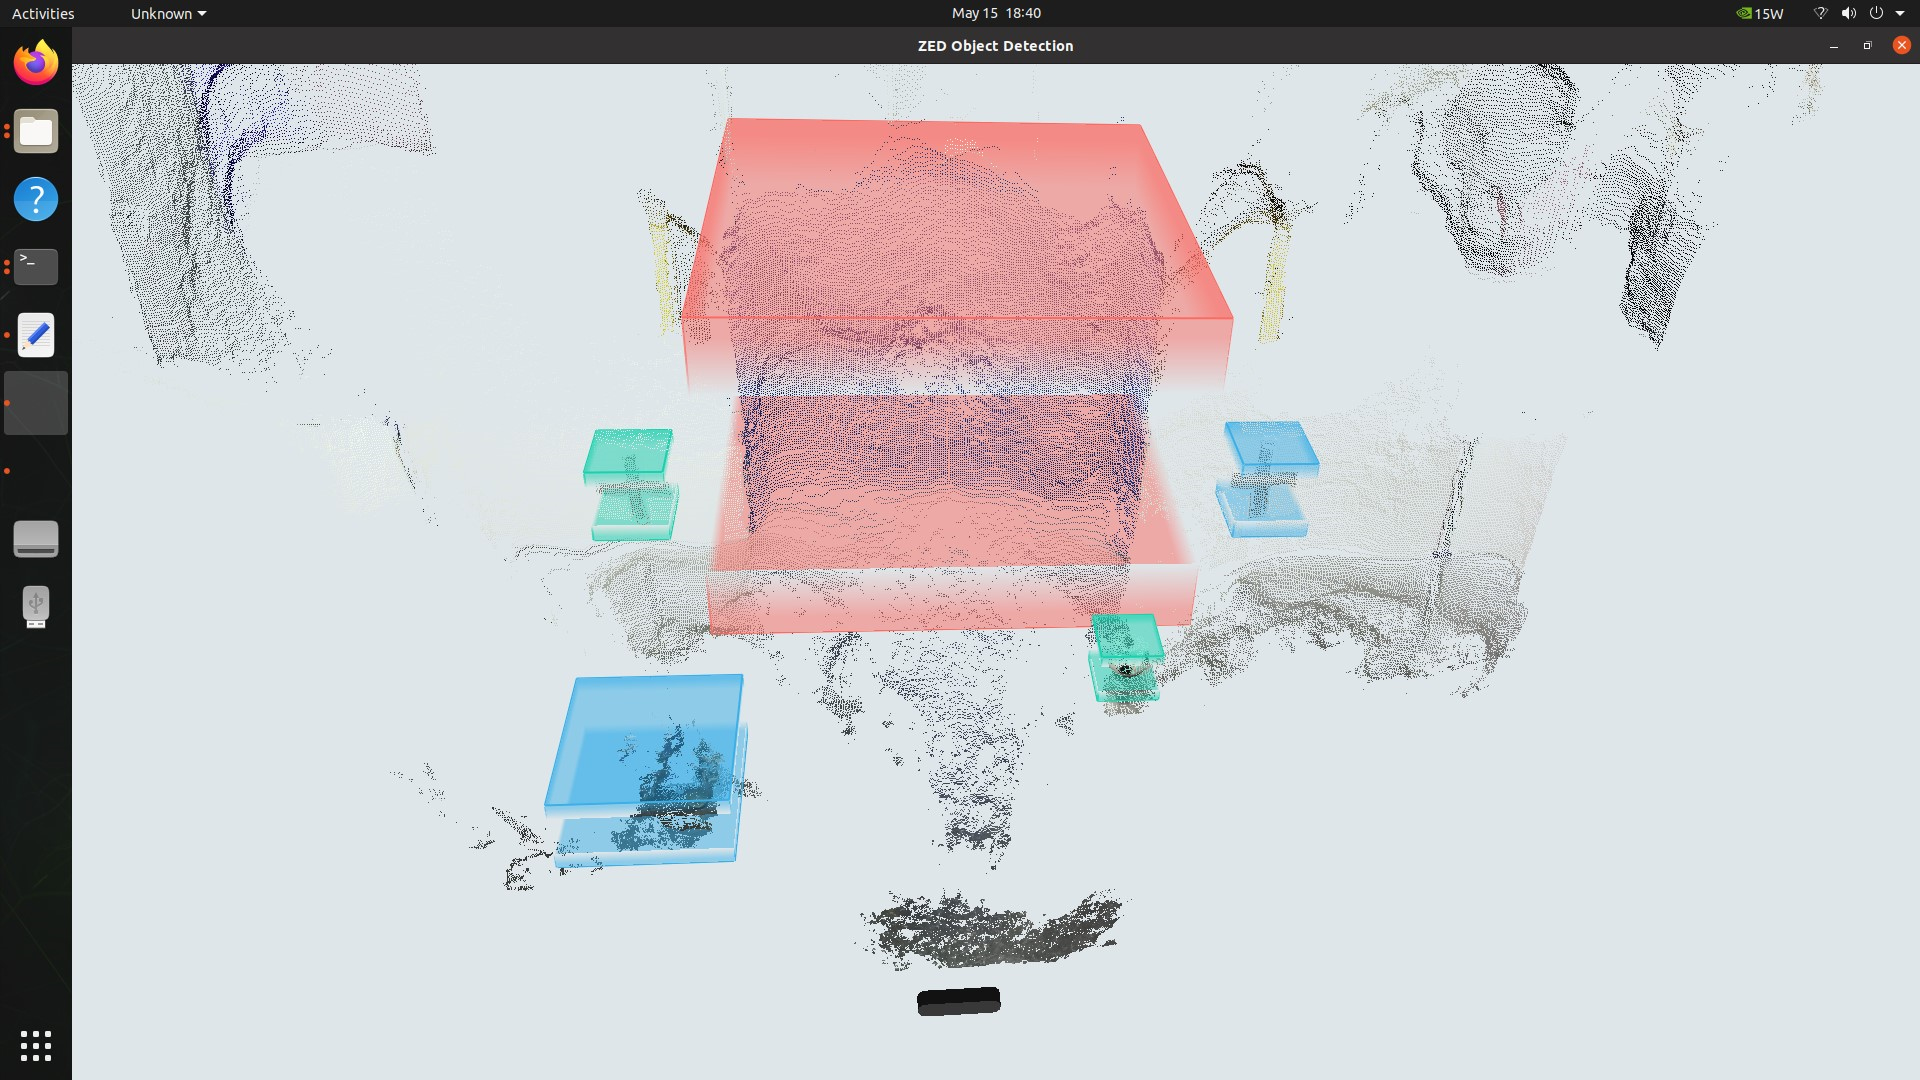 Activities
Unknown
May 15 18:40
15W
ZED Object Detection
?
>_